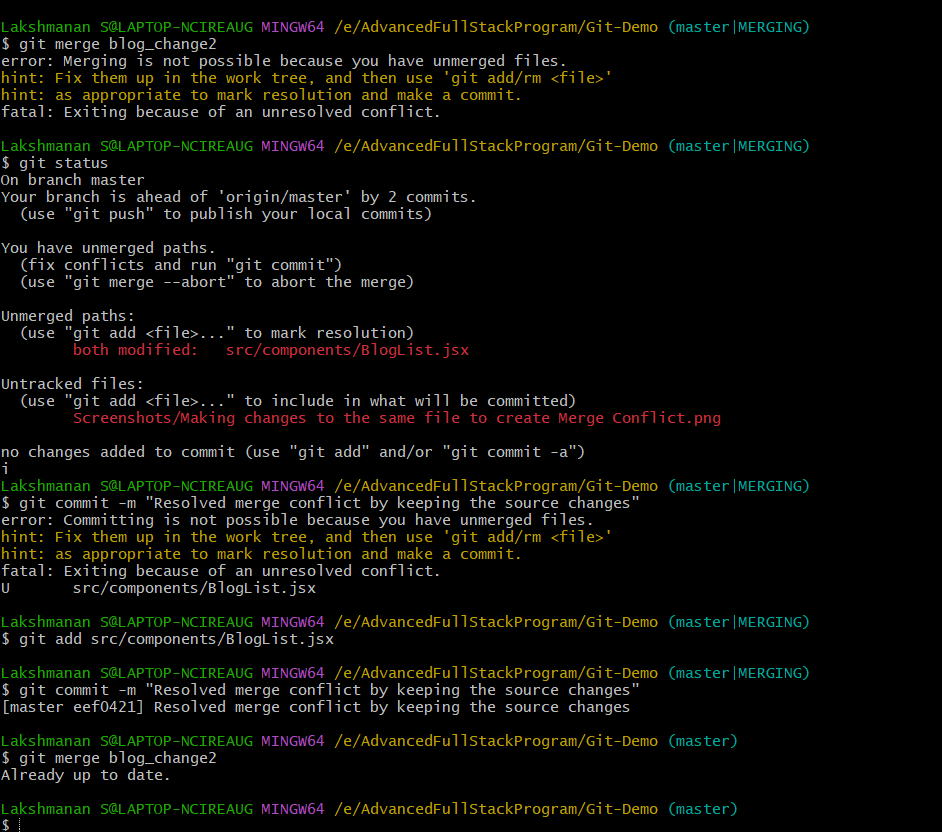 Lakshmanan S@LAPTOP-NCIREAUG MINGW64 /e/AdvancedFullStackProgram/Git-Demo (master|MERGING)
$ git merge blog_change2
error: Merging is not possible because you have unmerged files.
hint: Fix them up in the work tree, and then use 'git add/rm <file>'
hint: as appropriate to mark resolution and make a commit.
fatal: Exiting because of an unresolved conflict.

Lakshmanan S@LAPTOP-NCIREAUG MINGW64 /e/AdvancedFullStackProgram/Git-Demo (master|MERGING)
$ git status
On branch master
Your branch is ahead of 'origin/master' by 2 commits.
  (use "git push" to publish your local commits)

You have unmerged paths.
  (fix conflicts and run "git commit")
  (use "git merge --abort" to abort the merge)

Unmerged paths:
  (use "git add <file>..." to mark resolution)
        both modified:   src/components/BlogList.jsx

Untracked files:
  (use "git add <file>..." to include in what will be committed)
        Screenshots/Making changes to the same file to create Merge Conflict.png

no changes added to commit (use "git add" and/or "git commit -a")
i
Lakshmanan S@LAPTOP-NCIREAUG MINGW64 /e/AdvancedFullStackProgram/Git-Demo (master|MERGING)
$ git commit -m "Resolved merge conflict by keeping the source changes"
error: Committing is not possible because you have unmerged files.
hint: Fix them up in the work tree, and then use 'git add/rm <file>'
hint: as appropriate to mark resolution and make a commit.
fatal: Exiting because of an unresolved conflict.
U       src/components/BlogList.jsx

Lakshmanan S@LAPTOP-NCIREAUG MINGW64 /e/AdvancedFullStackProgram/Git-Demo (master|MERGING)
$ git add src/components/BlogList.jsx

Lakshmanan S@LAPTOP-NCIREAUG MINGW64 /e/AdvancedFullStackProgram/Git-Demo (master|MERGING)
$ git commit -m "Resolved merge conflict by keeping the source changes"
[master eef0421] Resolved merge conflict by keeping the source changes

Lakshmanan S@LAPTOP-NCIREAUG MINGW64 /e/AdvancedFullStackProgram/Git-Demo (master)
$ git merge blog_change2
Already up to date.

Lakshmanan S@LAPTOP-NCIREAUG MINGW64 /e/AdvancedFullStackProgram/Git-Demo (master)
$